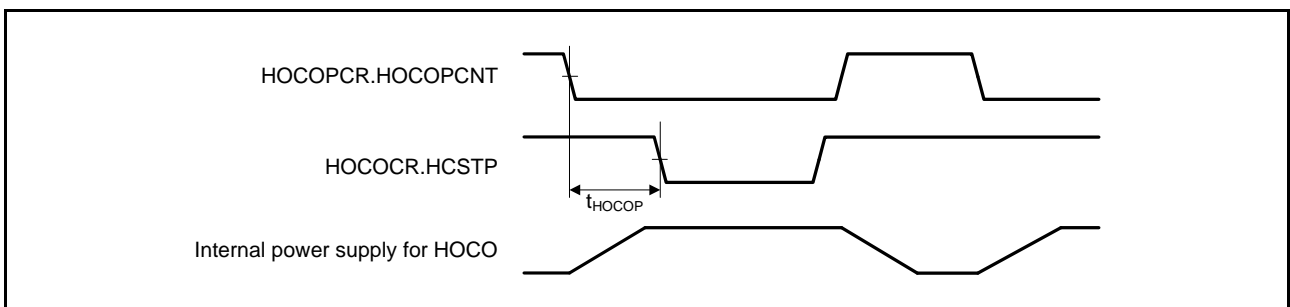 HOCOPCR.HOCOPCNT
HOCOCR.HCSTP
tHOCOP
Internal power supply for HOCO